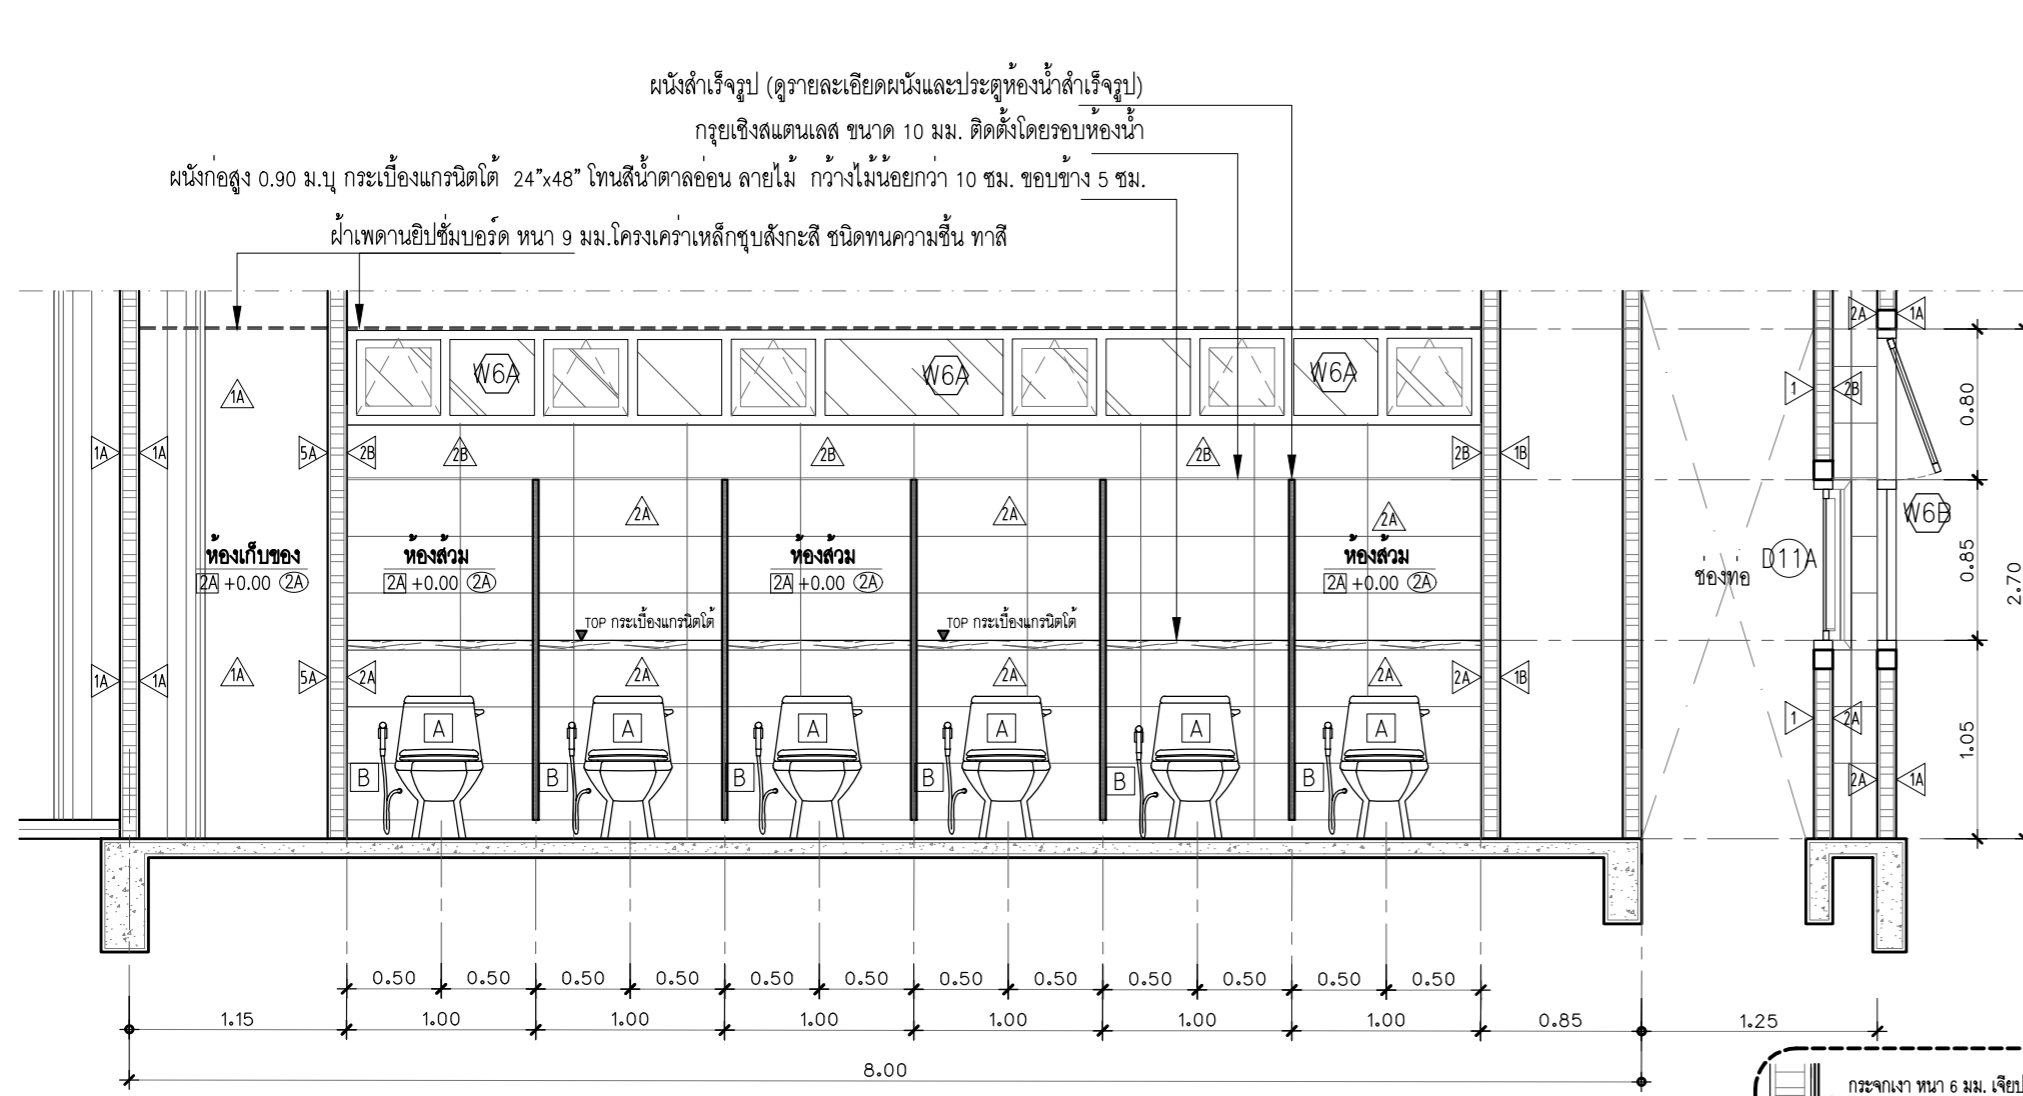 ผนังสำเร็จรูป (ดูรายละเอียดผนังและประตูห้องน้ำสำเร็จรูป)
กรุยเชิงสแตนเลส ขนาด 10 มม. ติดตั้งโดยรอบห้องน้ำ
ผนังก่อสูง 0.90 ม.บุ กระเบื้องแกรนิตโต้ 24"x48" โทนสีน้ำตาลอ่อน ลายไม้ กว้างไม้น้อยกว่า 10 ซม. ขอบข้าง 5 ซม.
ฝ้าเพดานยิปซั่มบอร์ด หนา 9 มม.โครงเคร่าเหล็กชุบสังกะสี ชนิดทนความชื้น ทาสี
2A 1A
W6A W6A W6A
1A 1 2B 0.80
1A 1A 5A 2B 2B 2B 2B 2B 1B
2A 2A 2A W6B
ห้องเก็บของ ห้องส้วม ห้องส้วม ห้องส้วม D11A 0.85
2A +0.00 2A 2A +0.00 2A 2A +0.00 2A 2A +0.00 2A ช่องท่อ 2.70
TOP กระเบื้องแกรนิตโต้ TOP กระเบื้องแกรนิตโต้
1A 1A 1A 5A 2A 2A 2A 2A 2A 1B
A A A A A A 1 2A 1.05
B B B B B B 2A 1A
0.50 0.50 0.50 0.50 0.50 0.50 0.50 0.50 0.50 0.50 0.50 0.50
1.15 1.00 1.00 1.00 1.00 1.00 1.00 0.85 1.25
8.00
กระจกเงา หนา 6 มม. เจียป